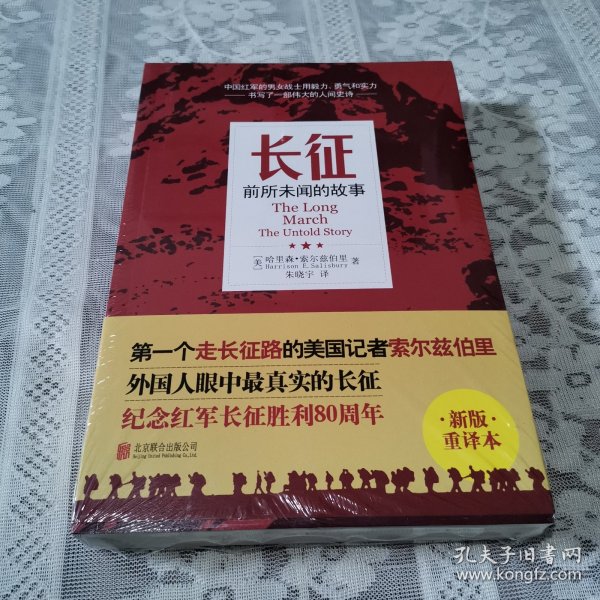 中国红军的男女战士用毅力、勇气和实力
书写了一部伟大的人间史诗
长征
前所未闻的故事
The Long
March
The Untold Story
[美] 哈里森·索尔兹伯里 著
Harrison E. Salisbury
朱晓宇 译
第一个走长征路的美国记者索尔兹伯里
外国人眼中最真实的长征
纪念红军长征胜利80周年
·新版·
重译本
北京联合出版公司
Beijing United Publishing Co.,Ltd.
孔夫子旧书网
www.kongfz.com